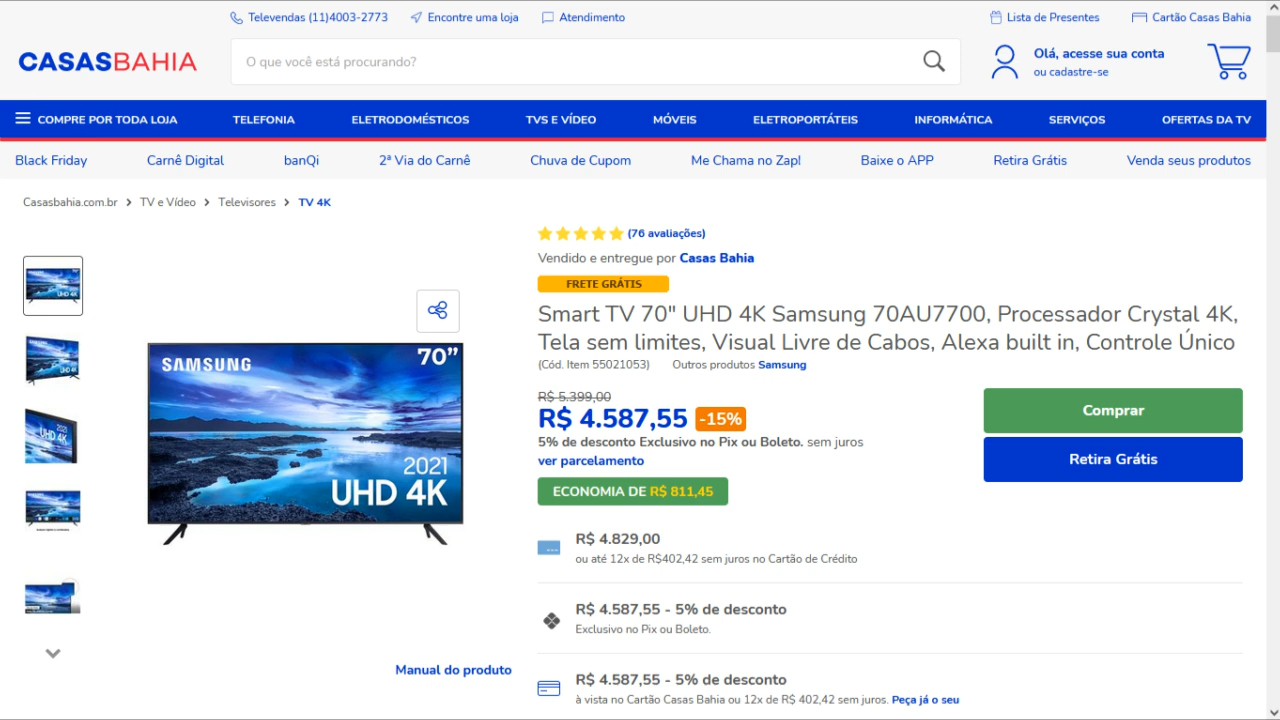 Televendas (11)4003-2773
Encontre uma loja
Atendimento
Lista de Presentes
Cartão Casas Bahia
CASASBAHIA
O que você está procurando?
Olá, acesse sua conta
ou cadastre-se
COMPRE POR TODA LOJA
TELEFONIA
ELETRODOMÉSTICOS
TVS E VÍDEO
MÓVEIS
ELETROPORTÁTEIS
INFORMÁTICA
SERVIÇOS
OFERTAS DA TV
Black Friday
Carnê Digital
banQi
2ª Via do Carnê
Chuva de Cupom
Me Chama no Zap!
Baixe o APP
Retira Grátis
Venda seus produtos
Casasbahia.com.br
TV e Vídeo
Televisores
TV 4K
SAMSUNG
70"
UHD 4K
UHD 4K
SAMSUNG
70”
2021
UHD 4K
Manual do produto
(76 avaliações)
Vendido e entregue por Casas Bahia
FRETE GRÁTIS
Smart TV 70" UHD 4K Samsung 70AU7700, Processador Crystal 4K,
Tela sem limites, Visual Livre de Cabos, Alexa built in, Controle Único
(Cód. Item 55021053) Outros produtos Samsung
R$ 5.399,00
R$ 4.587,55 -15%
5% de desconto Exclusivo no Pix ou Boleto. sem juros
ver parcelamento
ECONOMIA DE R$ 811,45
Comprar
Retira Grátis
R$ 4.829,00
ou até 12x de R$402,42 sem juros no Cartão de Crédito
R$ 4.587,55 - 5% de desconto
Exclusivo no Pix ou Boleto.
R$ 4.587,55 - 5% de desconto
à vista no Cartão Casas Bahia ou 12x de R$ 402,42 sem juros. Peça já o seu